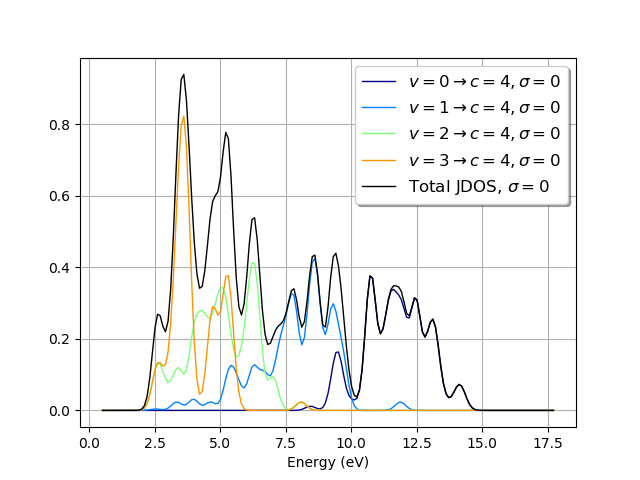 v = 0 → c = 4, σ = 0
v = 1 → c = 4, σ = 0
v = 2 → c = 4, σ = 0
v = 3 → c = 4, σ = 0
Total JDOS, σ = 0
0.8
0.6
0.4
0.2
0.0
0.0 2.5 5.0 7.5 10.0 12.5 15.0 17.5
Energy (eV)